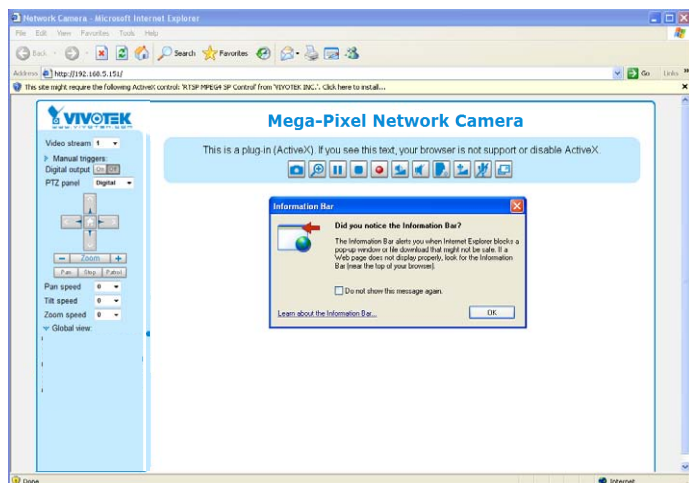 Network Camera - Microsoft Internet Explorer
File Edit View Favorites Tools Help
Back Search Favorites
Address http://192.168.5.151/ Go Links
This site might require the following ActiveX control: 'RTSP MPEG4 SP Control' from 'VIVOTEK INC.'. Click here to install...
VIVOTEK
www.vivotek.com
Mega-Pixel Network Camera
Video stream 1
This is a plug-in (ActiveX). If you see this text, your browser is not support or disable ActiveX.
Manual triggers:
Digital output On Off
PTZ panel Digital
Zoom
Pan Stop Patrol
Pan speed 0
Tilt speed 0
Zoom speed 0
Global view:
Information Bar
Did you notice the Information Bar?
The Information Bar alerts you when Internet Explorer blocks a
pop-up window or file download that might not be safe. If a
Web page does not display properly, look for the Information
Bar (near the top of your browser).
Do not show this message again.
Learn about the Information Bar...
OK
Done
Internet